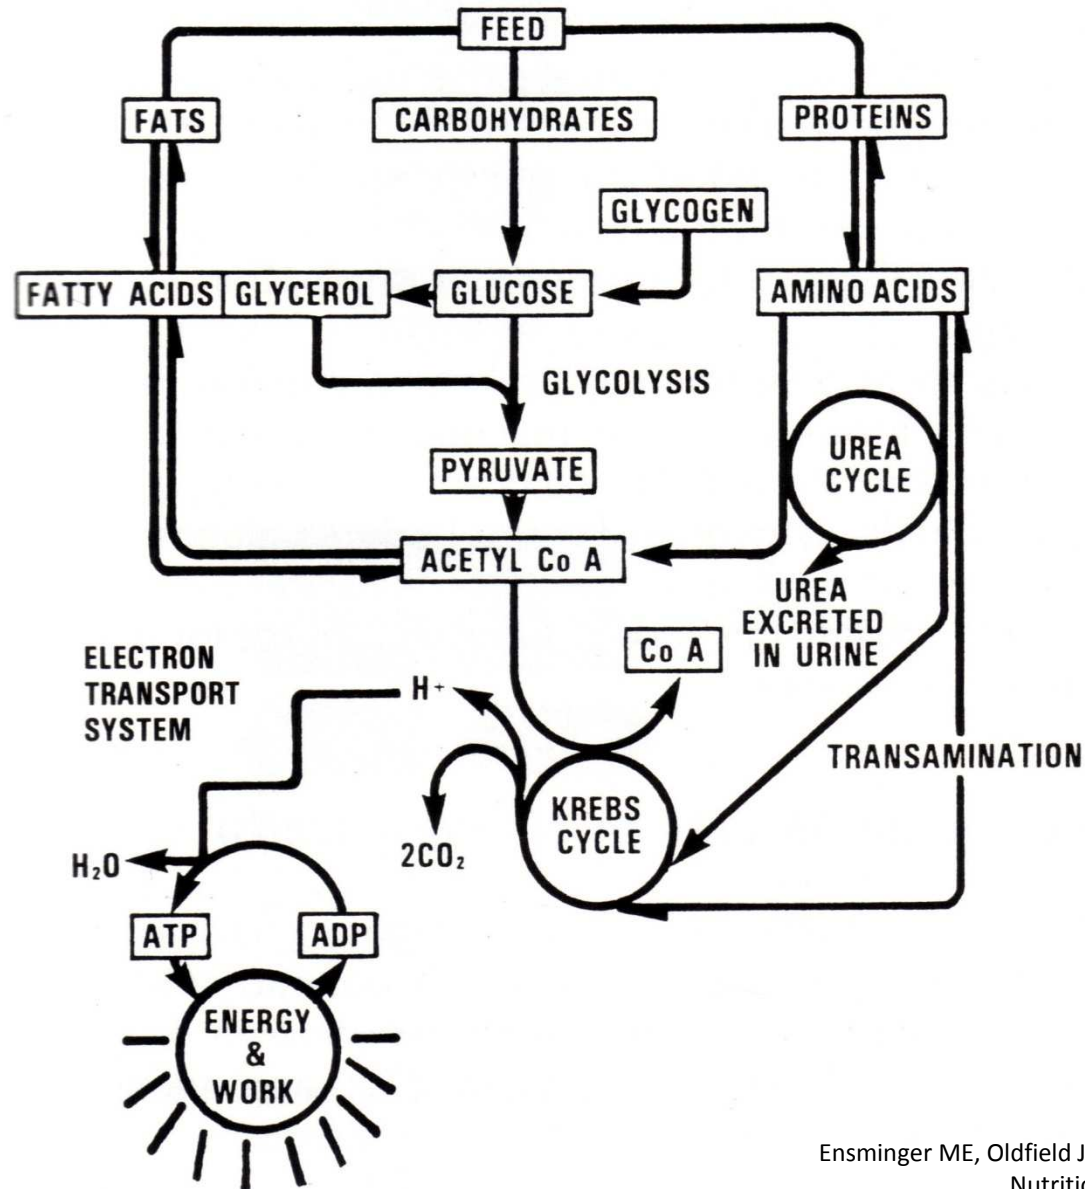 FEED
FATS
CARBOHYDRATES
PROTEINS
GLYCOGEN
FATTY ACIDS
GLYCEROL
GLUCOSE
AMINO ACIDS
GLYCOLYSIS
PYRUVATE
UREA
CYCLE
ACETYL Co A
UREA
EXCRETED
IN URINE
Co A
ELECTRON
TRANSPORT
SYSTEM
H+
TRANSAMINATION
KREBS
CYCLE
2CO₂
H₂O
ATP
ADP
ENERGY
&
WORK
Ensminger ME, Oldfield J